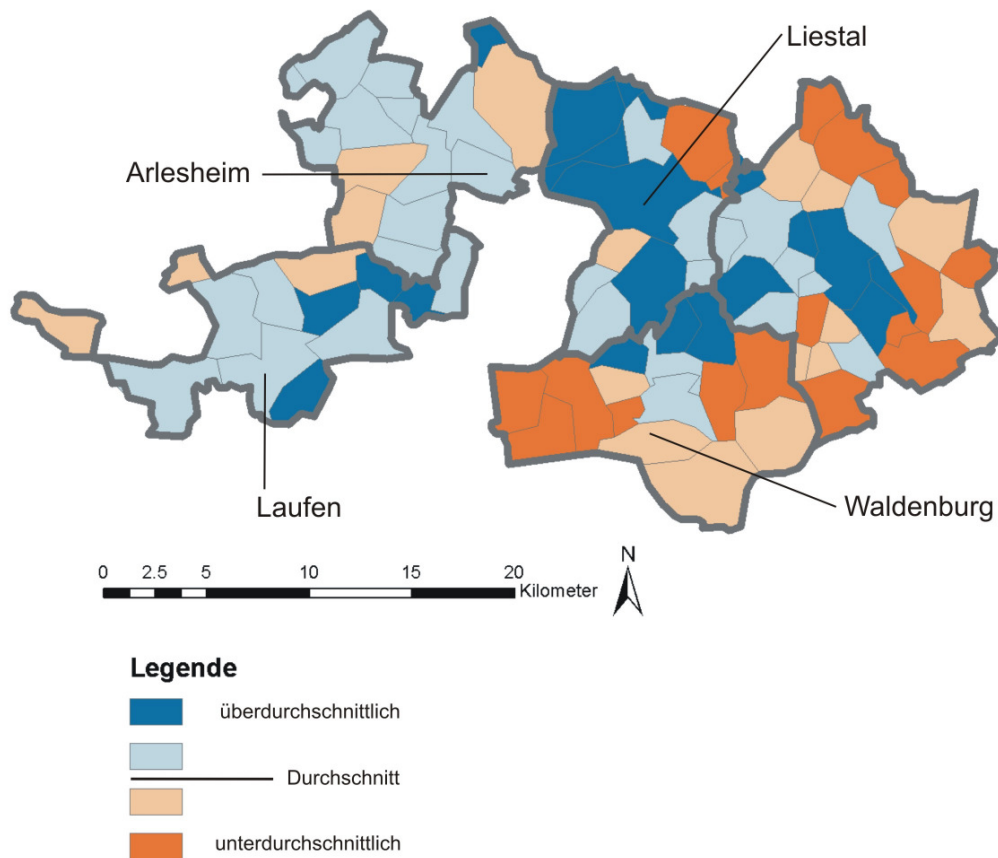 Liestal
Arlesheim
Laufen
Waldenburg
N
0 2.5 5 10 15 20
Kilometer
Legende
überdurchschnittlich
Durchschnitt
unterdurchschnittlich